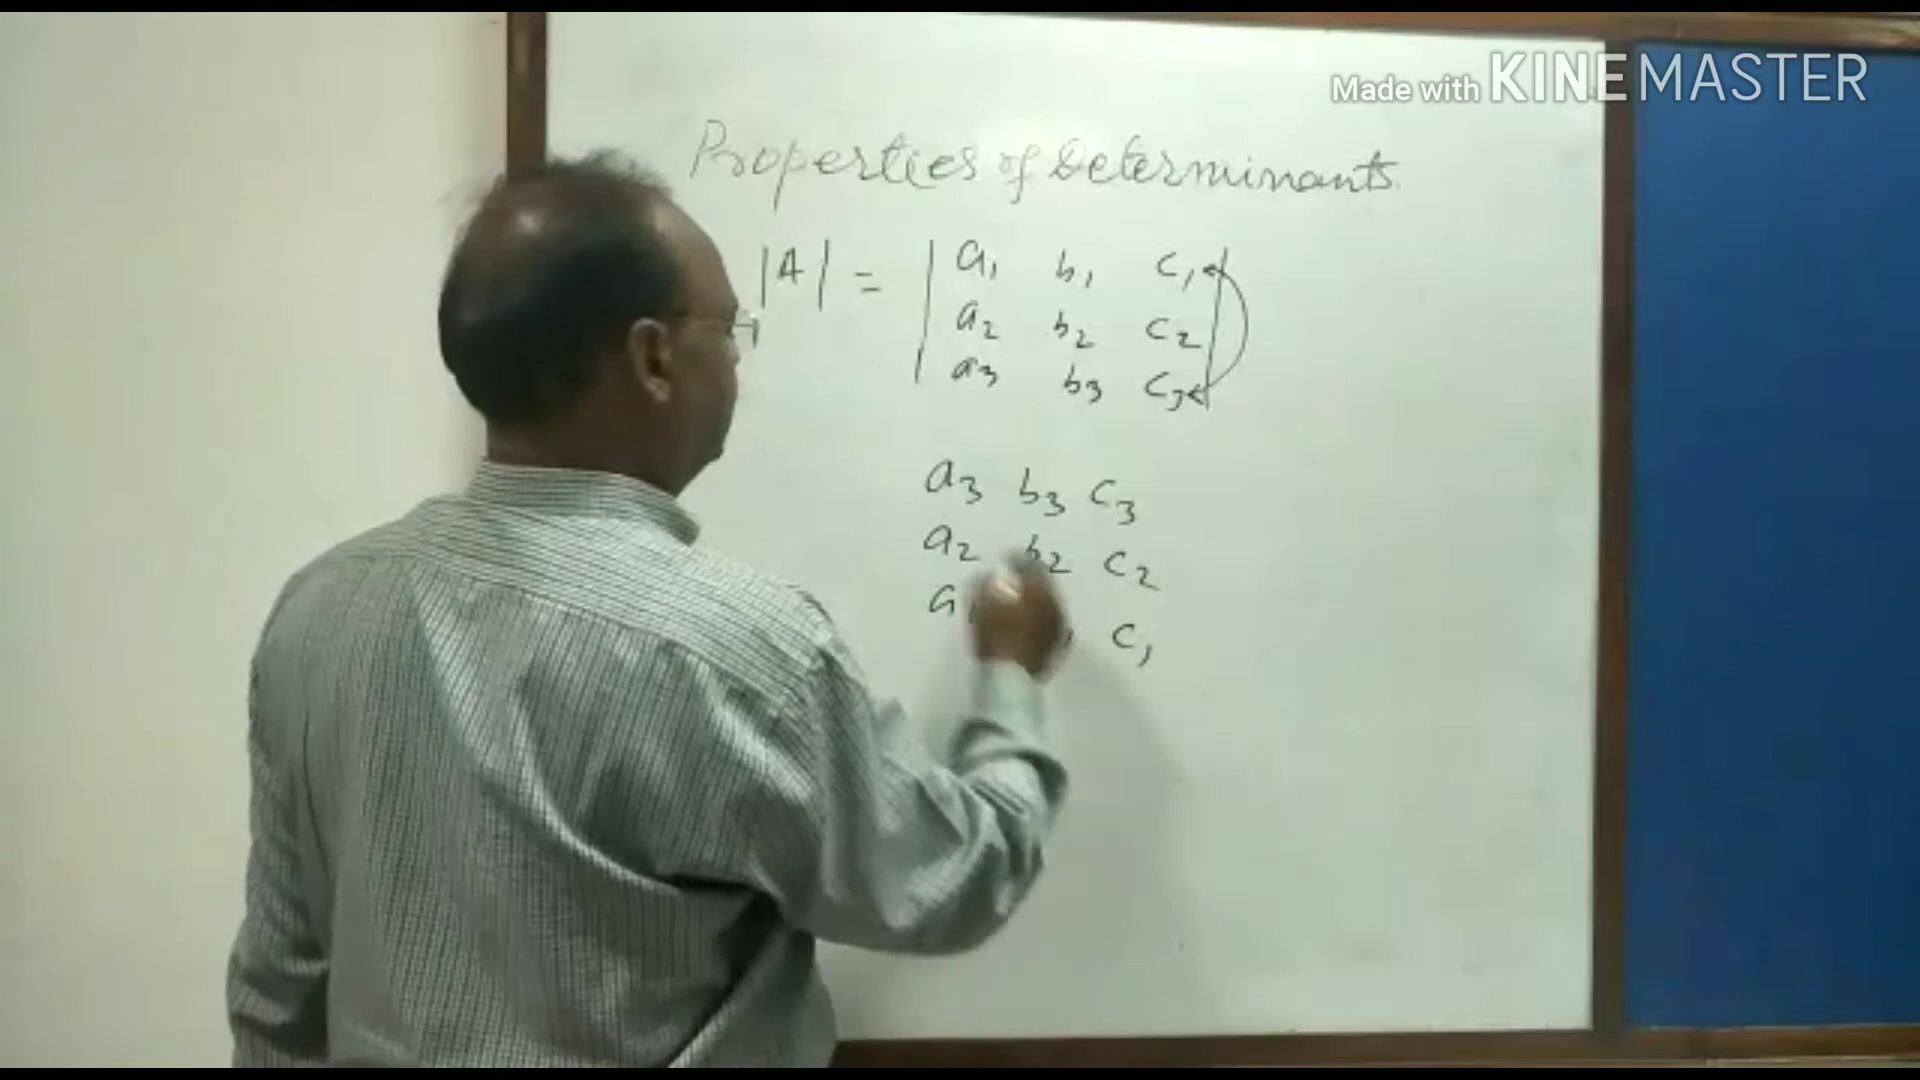 Made with KINEMASTER
Properties of Determinants
|A| = | a1 b1 c1 |
a2 b2 c2
a3 b3 c3
a3 b3 c3
a2 b2 c2
a c1